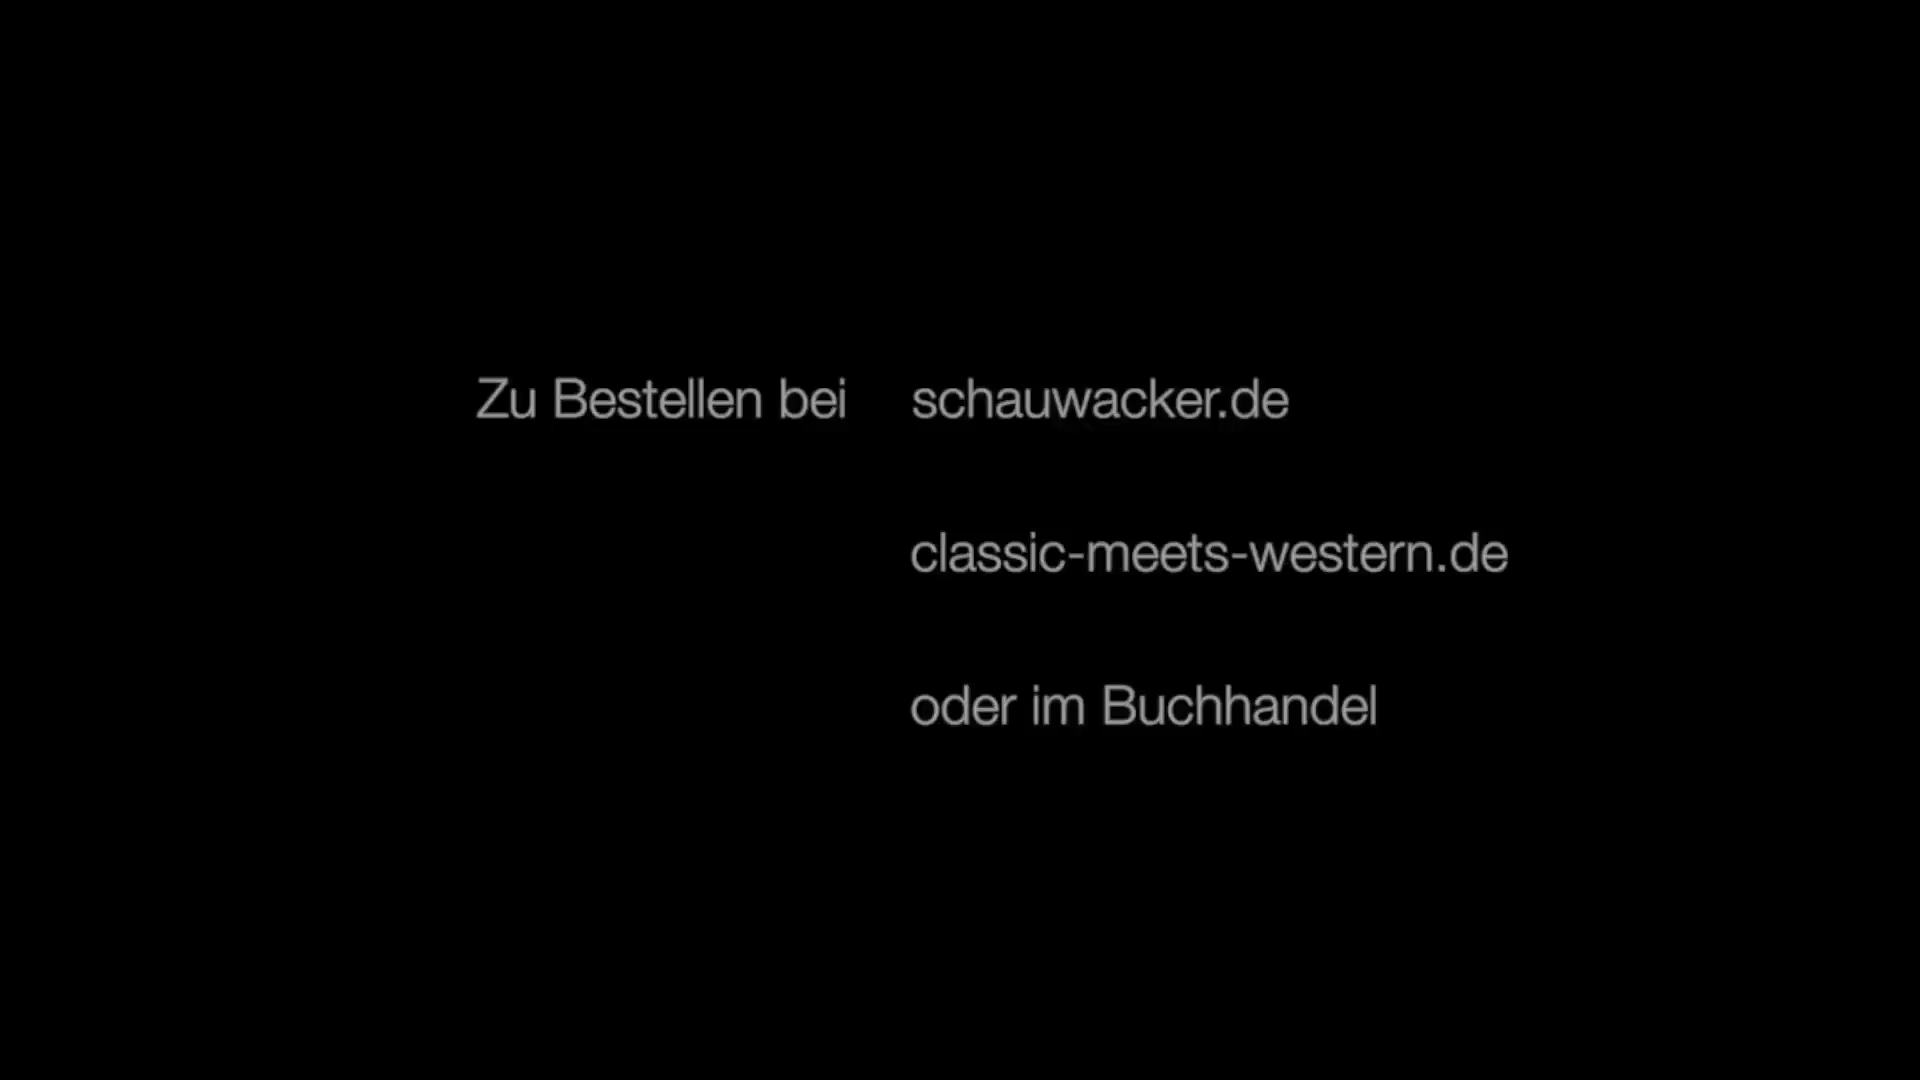 Zu Bestellen bei schauwacker.de
classic-meets-western.de
oder im Buchhandel